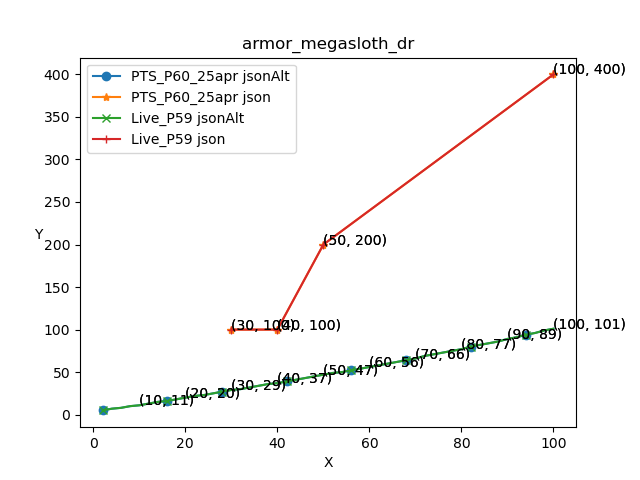 armor_megasloth_dr
PTS_P60_25apr jsonAlt
PTS_P60_25apr json
Live_P59 jsonAlt
Live_P59 json
400
350
300
250
200
150
100
50
0
Y
(100, 400)
(50, 200)
(30, 100)
(40, 100)
(100, 101)
(90, 89)
(80, 77)
(70, 66)
(60, 56)
(50, 47)
(40, 37)
(30, 29)
(20, 20)
(10, 11)
0 20 40 60 80 100
X